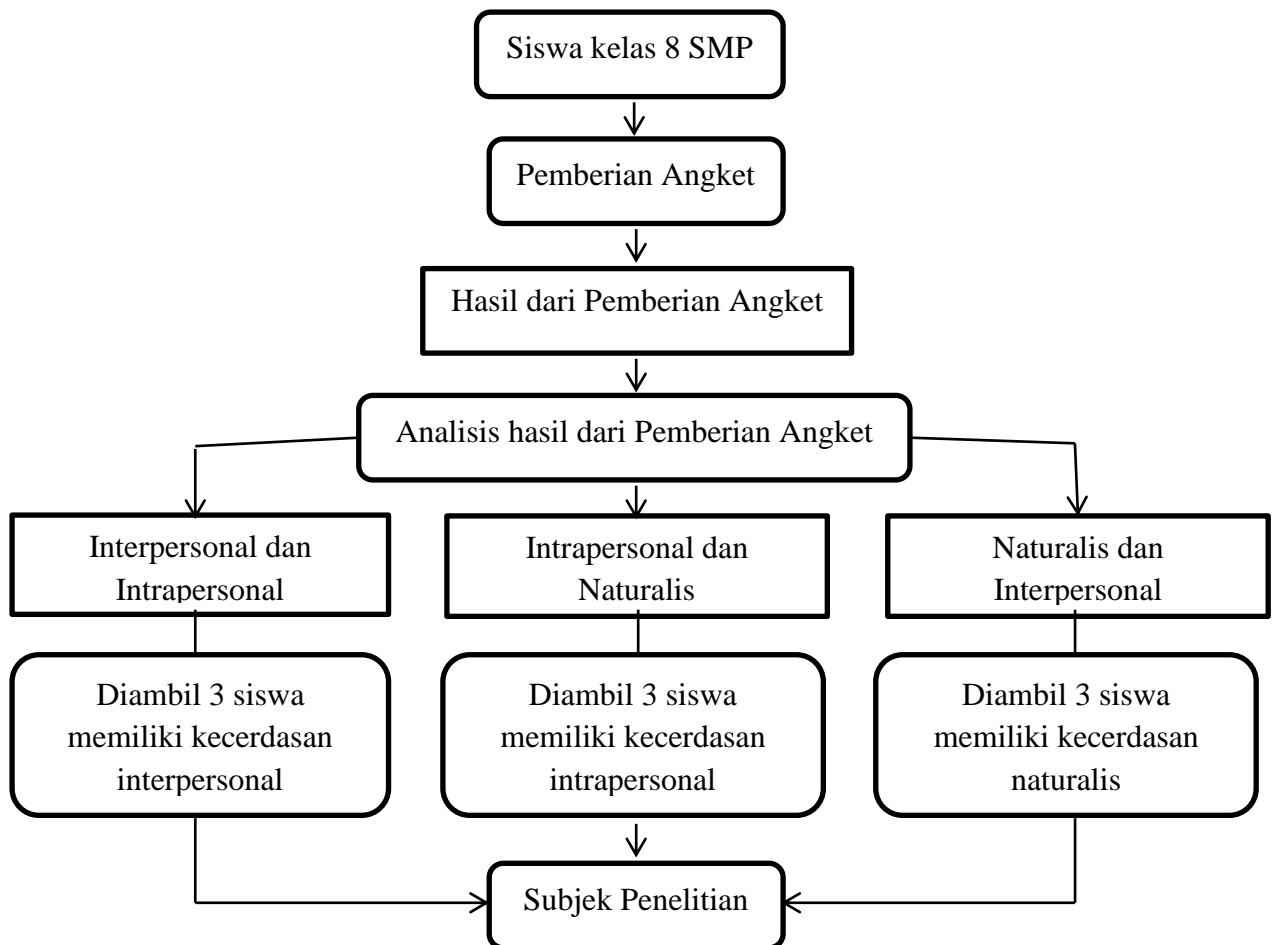 Siswa kelas 8 SMP
Pemberian Angket
Hasil dari Pemberian Angket
Analisis hasil dari Pemberian Angket
Interpersonal dan
Intrapersonal
Intrapersonal dan
Naturalis
Naturalis dan
Interpersonal
Diambil 3 siswa
memiliki kecerdasan
interpersonal
Diambil 3 siswa
memiliki kecerdasan
intrapersonal
Diambil 3 siswa
memiliki kecerdasan
naturalis
Subjek Penelitian